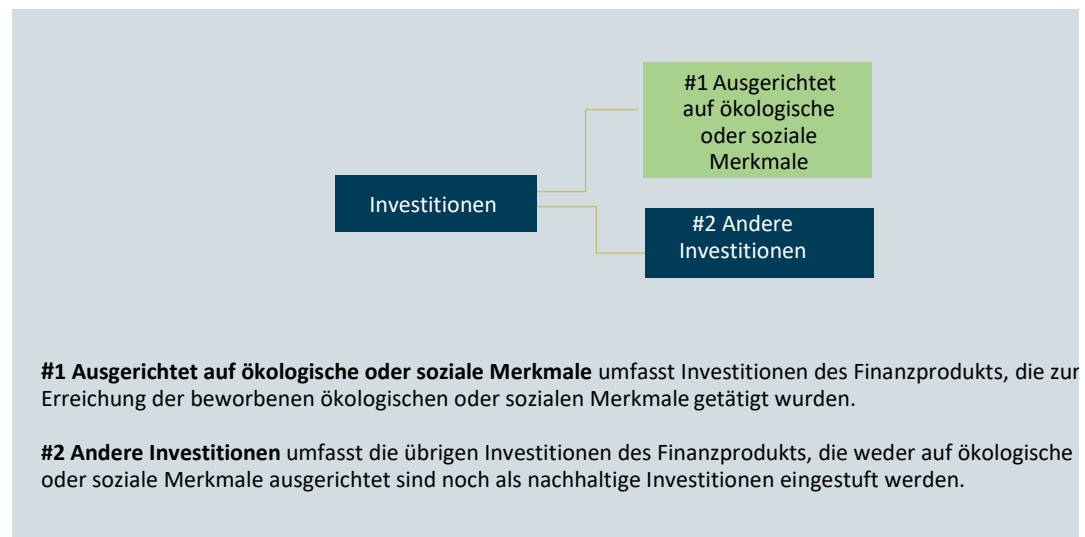 #1 Ausgerichtet
auf ökologische
oder soziale
Merkmale
Investitionen
#2 Andere
Investitionen
#1 Ausgerichtet auf ökologische oder soziale Merkmale umfasst Investitionen des Finanzprodukts, die zur
Erreichung der beworbenen ökologischen oder sozialen Merkmale getätigt wurden.
#2 Andere Investitionen umfasst die übrigen Investitionen des Finanzprodukts, die weder auf ökologische
oder soziale Merkmale ausgerichtet sind noch als nachhaltige Investitionen eingestuft werden.